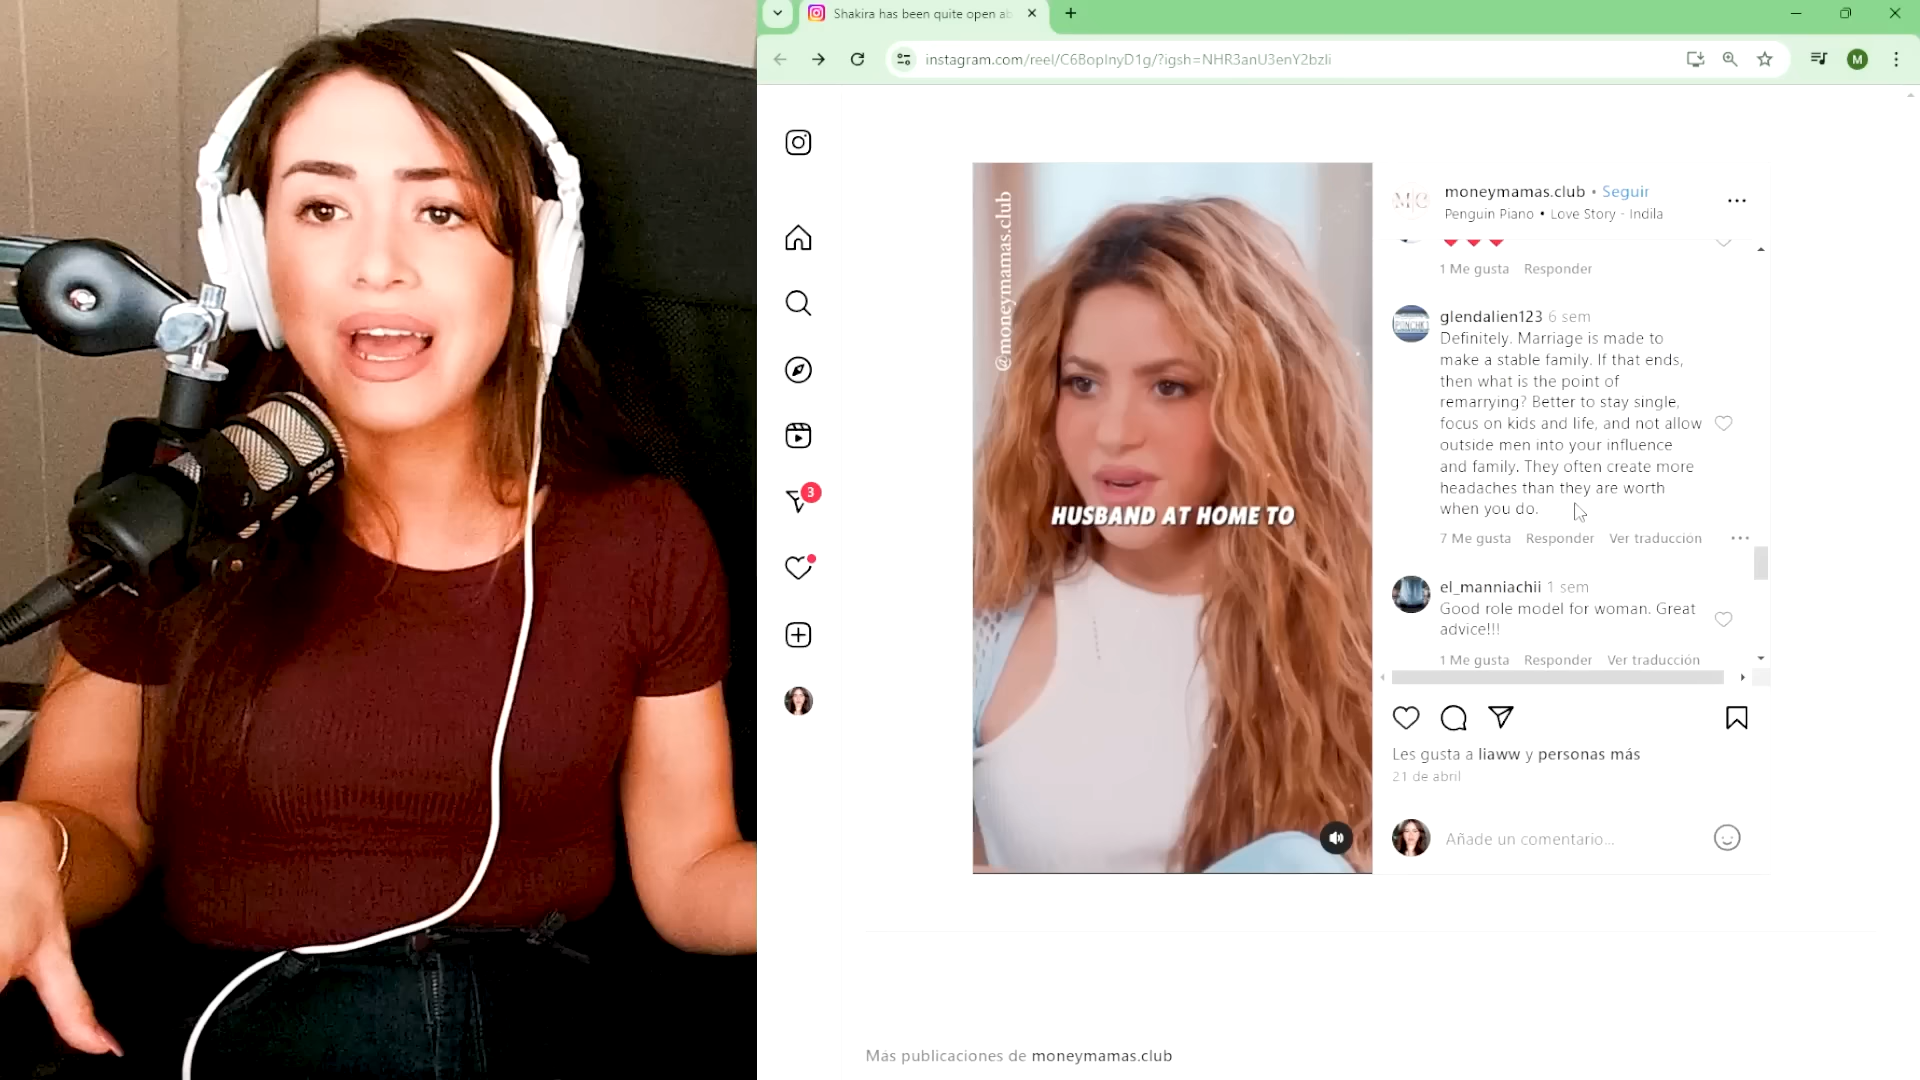 Shakira has been quite open ab
instagram.com/reel/C6BopInyD1g/?igsh=NHR3anU3enY2bzli
M
3
@moneymamas.club
HUSBAND AT HOME TO
moneymamas.club • Seguir
Penguin Piano • Love Story - Indila
1 Me gusta Responder
glendalien123 6 sem
Definitely. Marriage is made to
make a stable family. If that ends,
then what is the point of
remarrying? Better to stay single,
focus on kids and life, and not allow
outside men into your influence
and family. They often create more
headaches than they are worth
when you do.
7 Me gusta Responder Ver traducción
el_manniachii 1 sem
Good role model for woman. Great
advice!!!
1 Me gusta Responder Ver traducción
Les gusta a liaww y personas más
21 de abril
Añade un comentario...
Más publicaciones de moneymamas.club